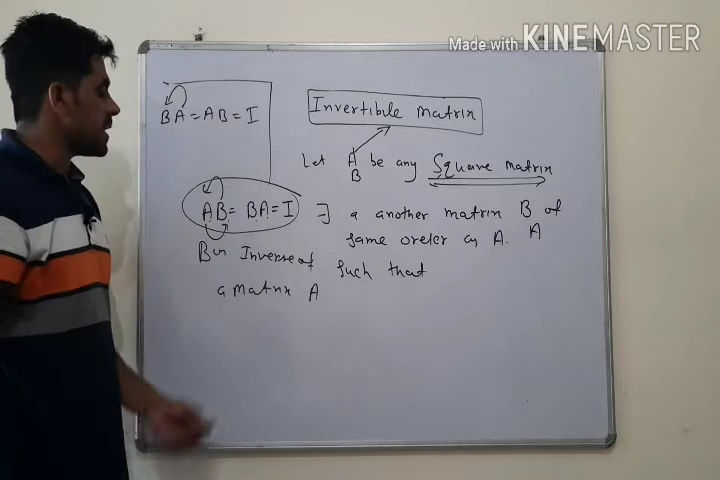 Made with KINEMASTER
BA = AB = I
Invertible Matrix
Let A be any Square matrix
B
AB = BA = I
∃ a another matrix B of
same order as A. A
B is Inverse of
such that
a matrix A